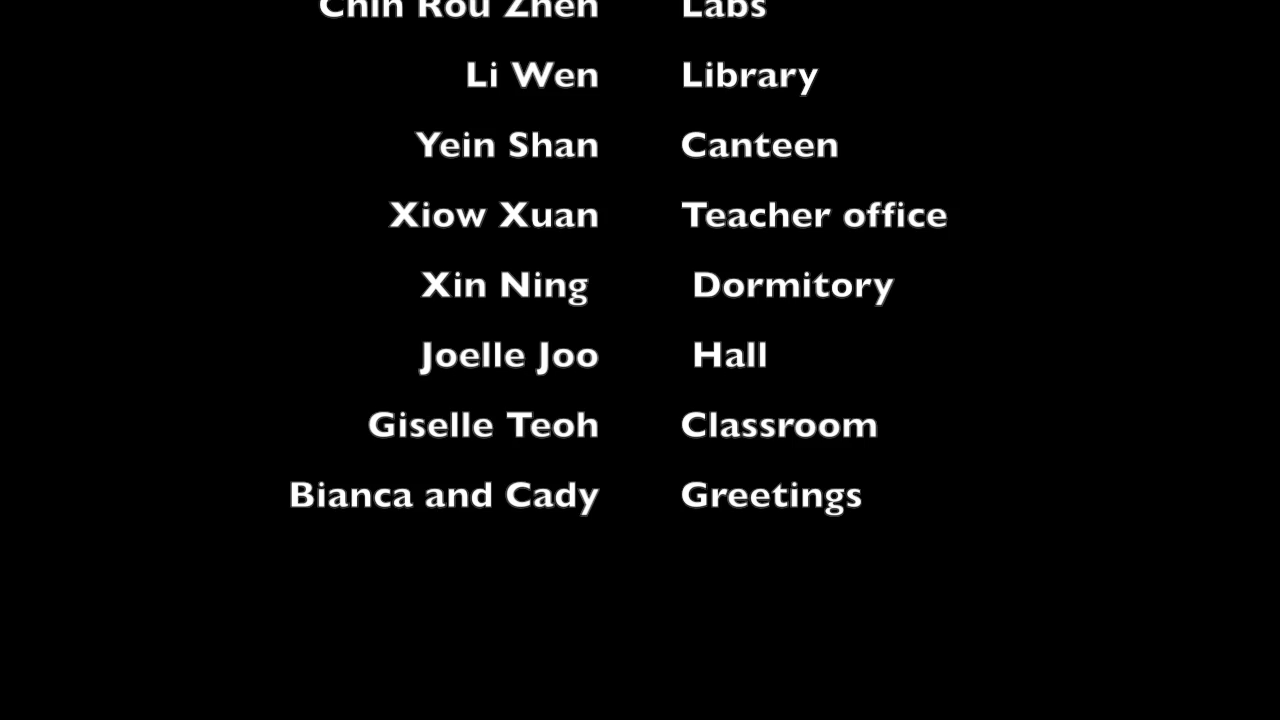 Chin Rou Zhen Labs
Li Wen Library
Yein Shan Canteen
Xiow Xuan Teacher office
Xin Ning Dormitory
Joelle Joo Hall
Giselle Teoh Classroom
Bianca and Cady Greetings